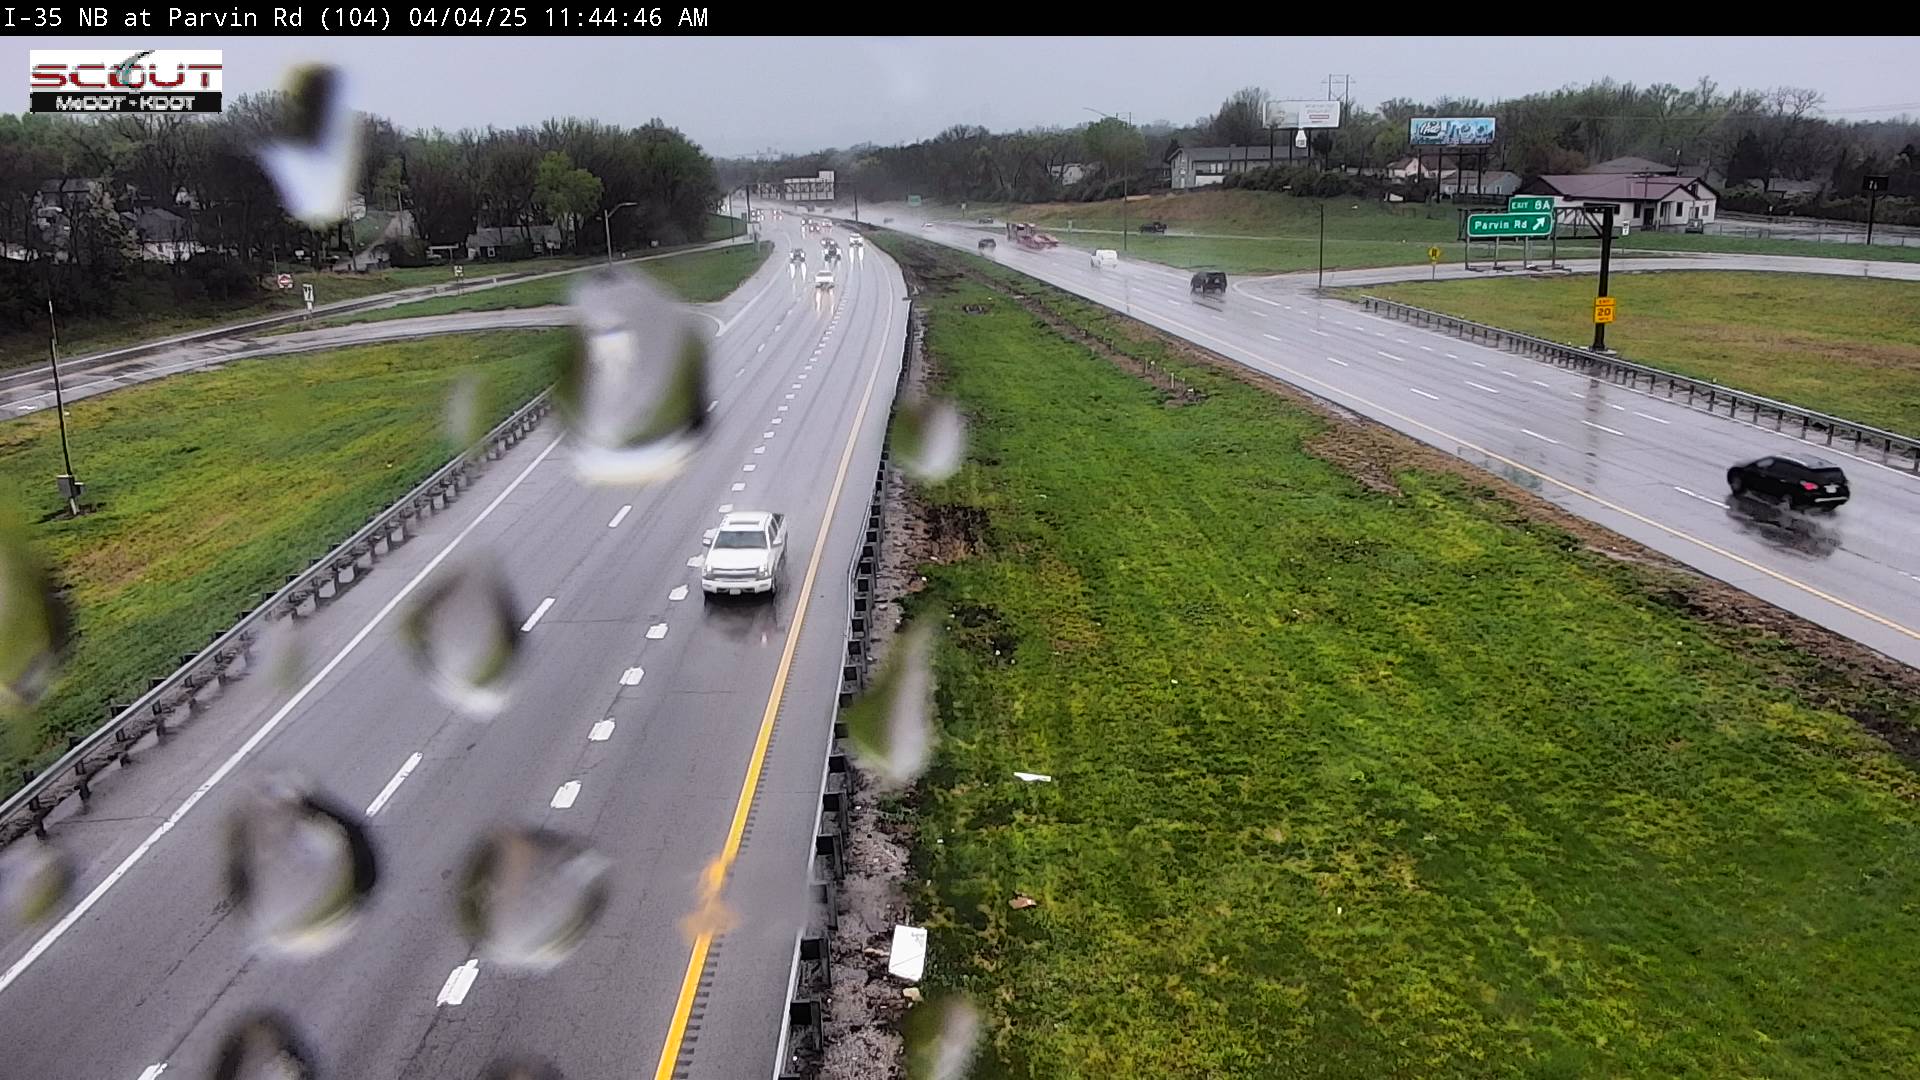 I-35 NB at Parvin Rd (104) 04/04/25 11:44:46 AM
SCOUT
MoDOT - KDOT
EXIT 8A
Parvin Rd
EXIT
20